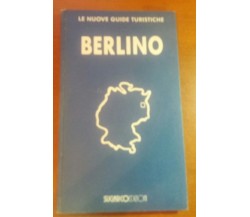 LE NUOVE GUIDE TURISTICHE
BERLINO